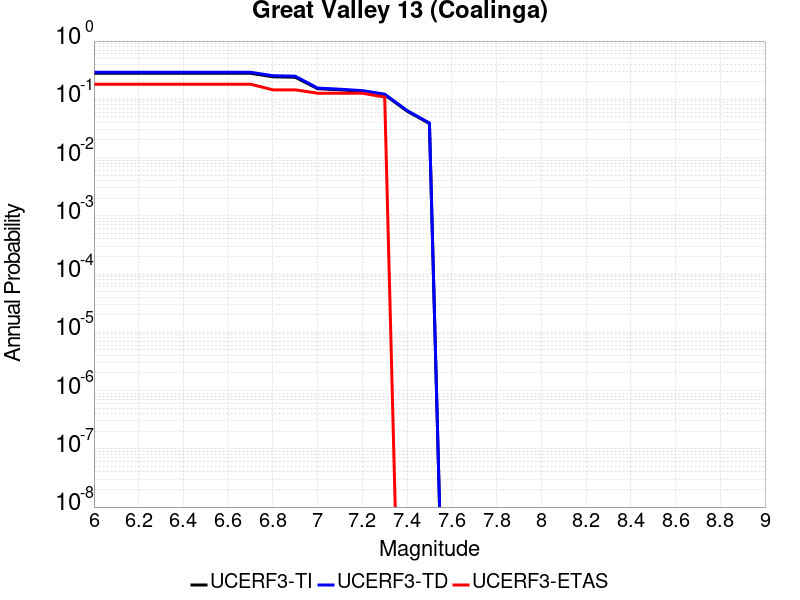 Great Valley 13 (Coalinga)
10^0
10^-1
10^-2
10^-3
10^-4
10^-5
10^-6
10^-7
10^-8
Annual Probability
6 6.2 6.4 6.6 6.8 7 7.2 7.4 7.6 7.8 8 8.2 8.4 8.6 8.8 9
Magnitude
UCERF3-TI UCERF3-TD UCERF3-ETAS